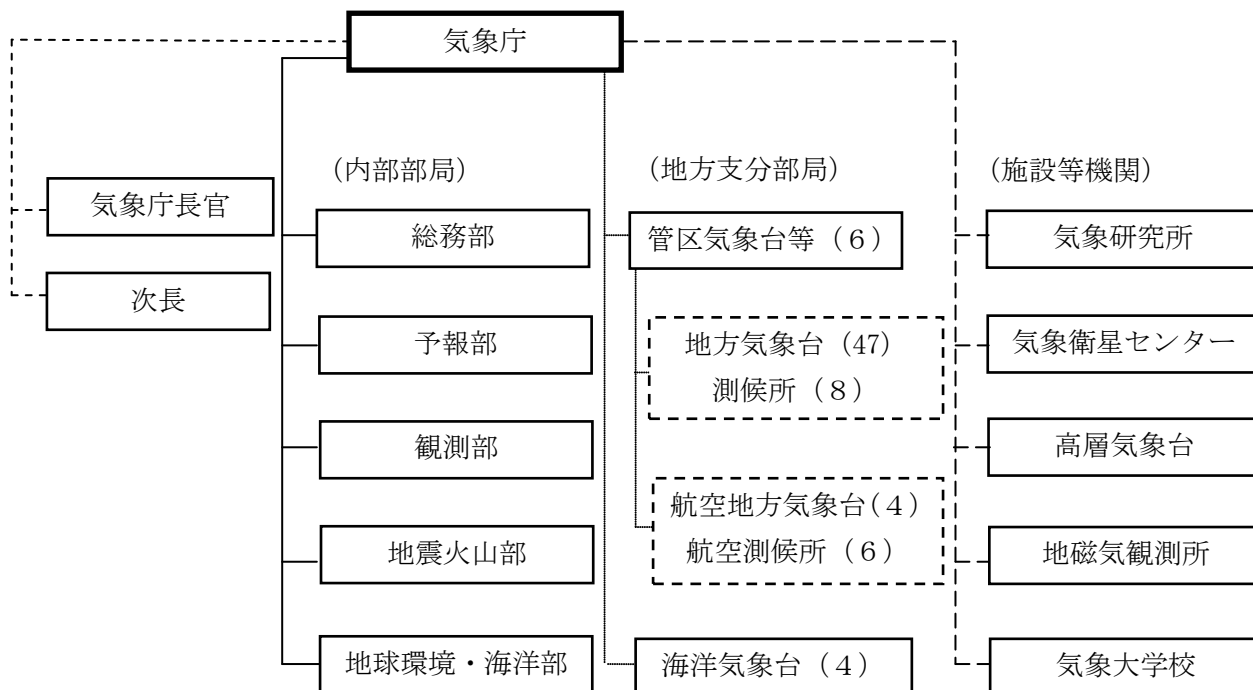 気象庁
気象庁長官
次長
(内部部局)
総務部
予報部
観測部
地震火山部
地球環境・海洋部
(地方支分部局)
管区気象台等（６）
地方気象台（47）
測候所（８）
航空地方気象台（４）
航空測候所（６）
海洋気象台（４）
(施設等機関)
気象研究所
気象衛星センター
高層気象台
地磁気観測所
気象大学校